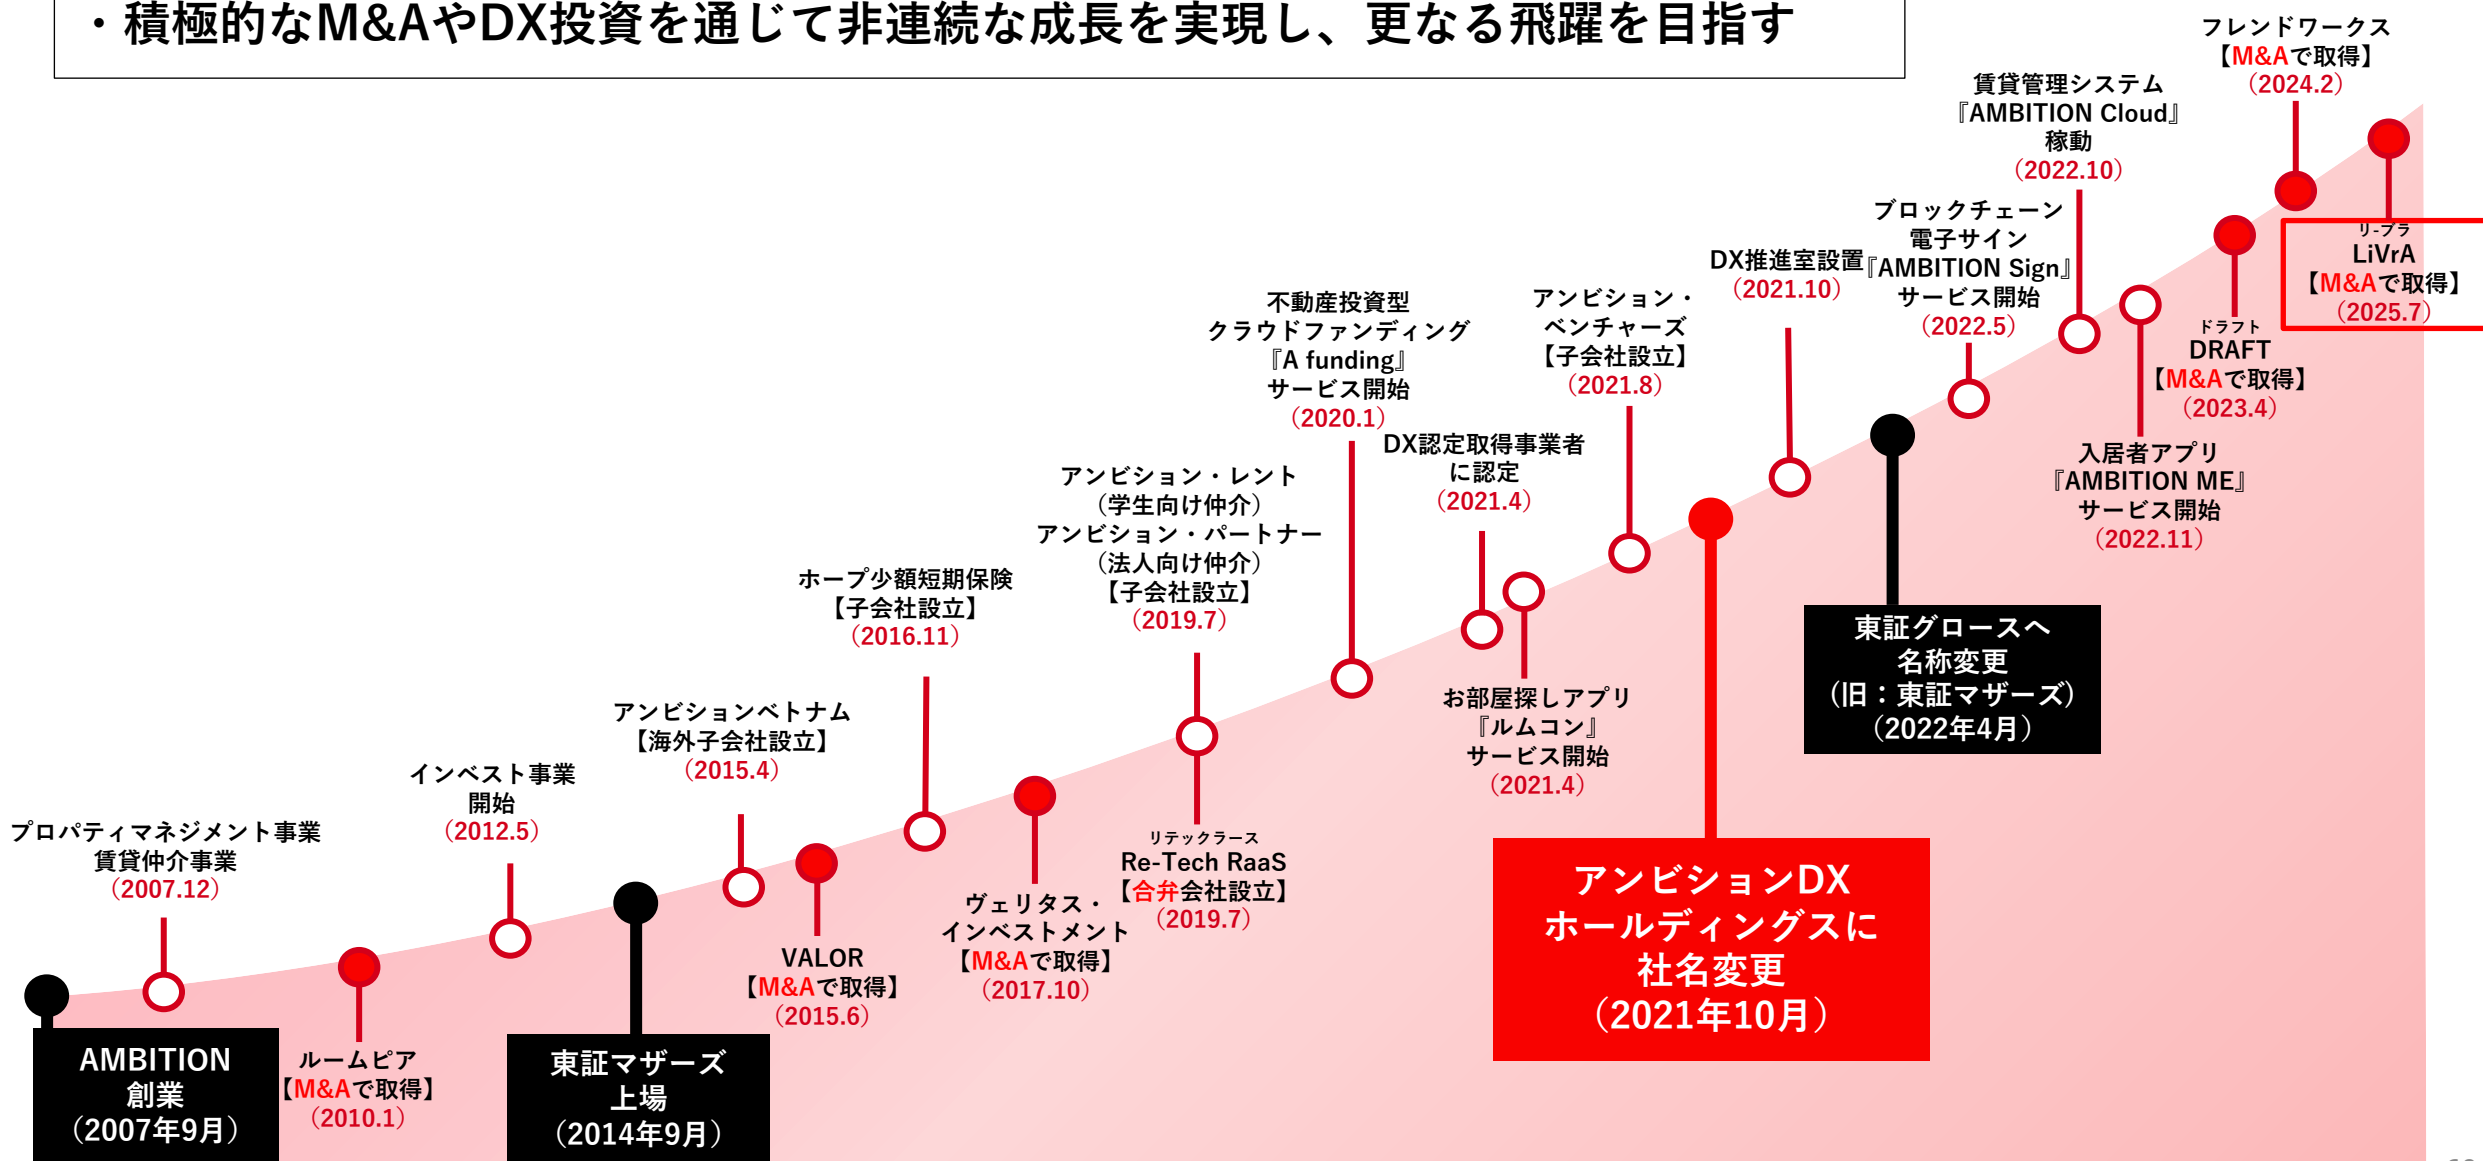 ・積極的なM&AやDX投資を通じて非連続な成長を実現し、更なる飛躍を目指す
プロパティマネジメント事業
賃貸仲介事業
（2007.12）
AMBITION
創業
（2007年9月）
ルームピア
【M&Aで取得】
（2010.1）
インベスト事業
開始
（2012.5）
東証マザーズ
上場
（2014年9月）
アンビションベトナム
【海外子会社設立】
（2015.4）
VALOR
【M&Aで取得】
（2015.6）
ホープ少額短期保険
【子会社設立】
（2016.11）
ヴェリタス・
インベストメント
【M&Aで取得】
（2017.10）
アンビション・レント
（学生向け仲介）
アンビション・パートナー
（法人向け仲介）
【子会社設立】
（2019.7）
リテックラース
Re-Tech RaaS
【合弁会社設立】
（2019.7）
不動産投資型
クラウドファンディング
『A funding』
サービス開始
（2020.1）
DX認定取得事業者
に認定
（2021.4）
お部屋探しアプリ
『ルムコン』
サービス開始
（2021.4）
アンビション・
ベンチャーズ
【子会社設立】
（2021.8）
アンビションDX
ホールディングスに
社名変更
（2021年10月）
DX推進室設置
（2021.10）
東証グロースへ
名称変更
（旧：東証マザーズ）
（2022年4月）
ブロックチェーン
電子サイン
『AMBITION Sign』
サービス開始
（2022.5）
賃貸管理システム
『AMBITION Cloud』
稼動
（2022.10）
入居者アプリ
『AMBITION ME』
サービス開始
（2022.11）
ドラフト
DRAFT
【M&Aで取得】
（2023.4）
フレンドワークス
【M&Aで取得】
（2024.2）
リ-ブラ
LiVrA
【M&Aで取得】
（2025.7）